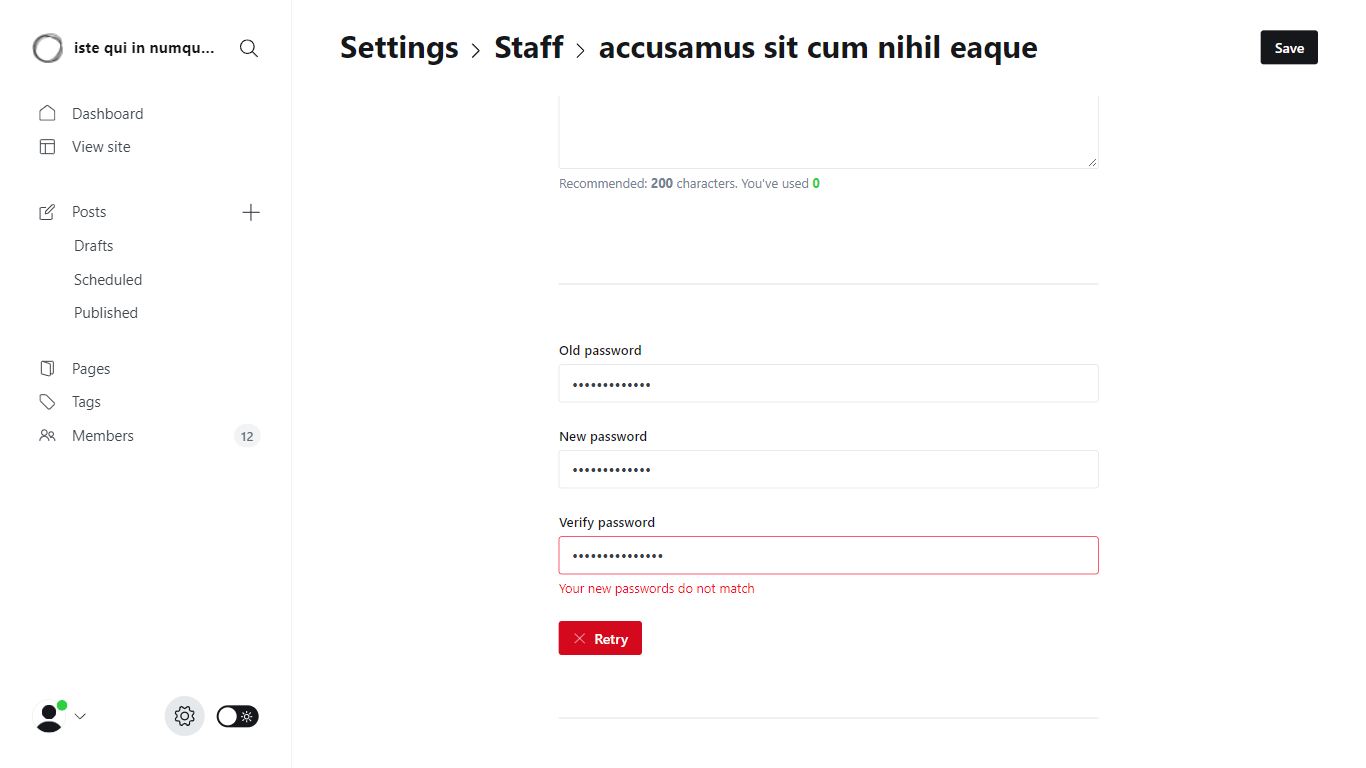 iste qui in numqu...
Dashboard
View site
Posts
Drafts
Scheduled
Published
Pages
Tags
Members
12
Settings
Staff
accusamus sit cum nihil eaque
Save
Recommended: 200 characters. You've used 0
Old password
•••••••••••••
New password
•••••••••••••
Verify password
•••••••••••••••
Your new passwords do not match
Retry